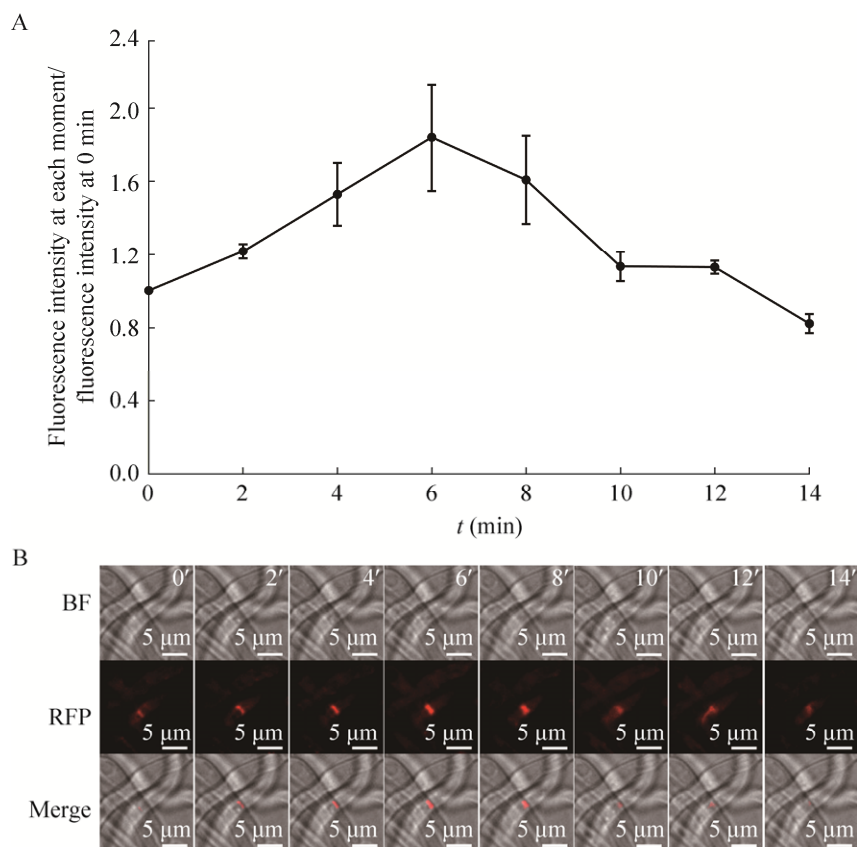 A
Fluorescence intensity at each moment/
fluorescence intensity at 0 min
2.4
2.0
1.6
1.2
0.8
0.4
0.0
0 2 4 6 8 10 12 14
t (min)
B
0′ 2′ 4′ 6′ 8′ 10′ 12′ 14′
BF
5 μm 5 μm 5 μm 5 μm 5 μm 5 μm 5 μm 5 μm
RFP
5 μm 5 μm 5 μm 5 μm 5 μm 5 μm 5 μm 5 μm
Merge
5 μm 5 μm 5 μm 5 μm 5 μm 5 μm 5 μm 5 μm